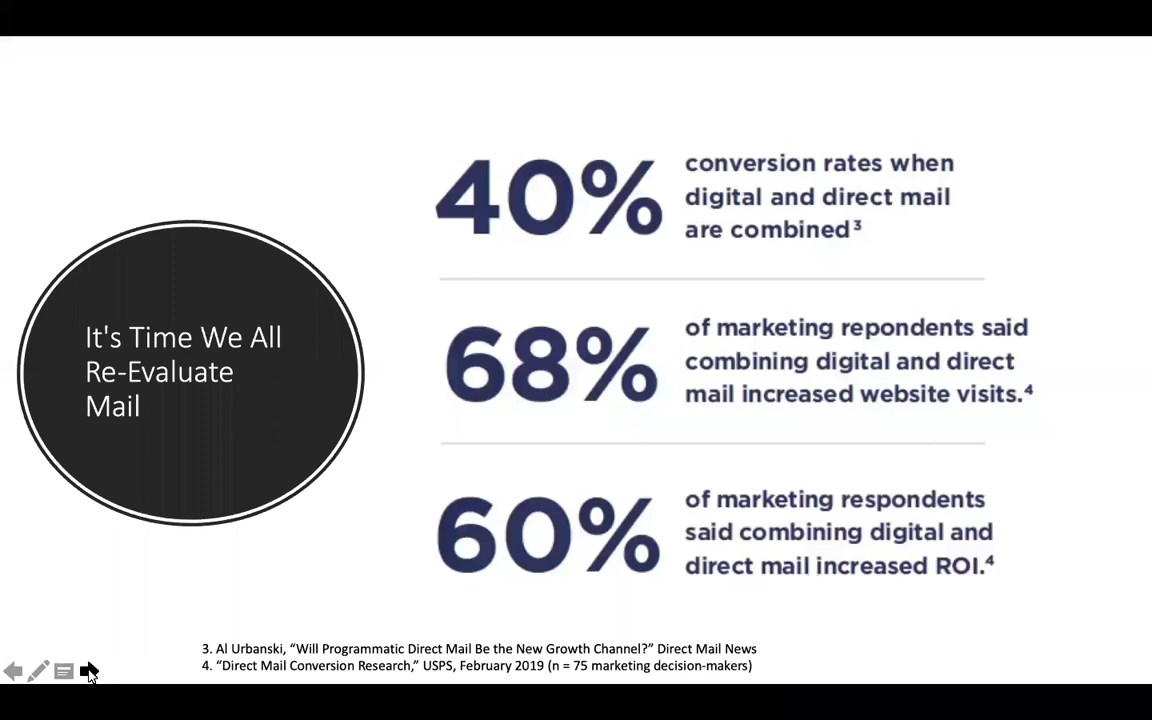 It's Time We All
Re-Evaluate
Mail
40%
conversion rates when
digital and direct mail
are combined³
68%
of marketing repondents said
combining digital and direct
mail increased website visits.⁴
60%
of marketing respondents
said combining digital and
direct mail increased ROI.⁴
3. Al Urbanski, “Will Programmatic Direct Mail Be the New Growth Channel?” Direct Mail News
4. “Direct Mail Conversion Research,” USPS, February 2019 (n = 75 marketing decision-makers)